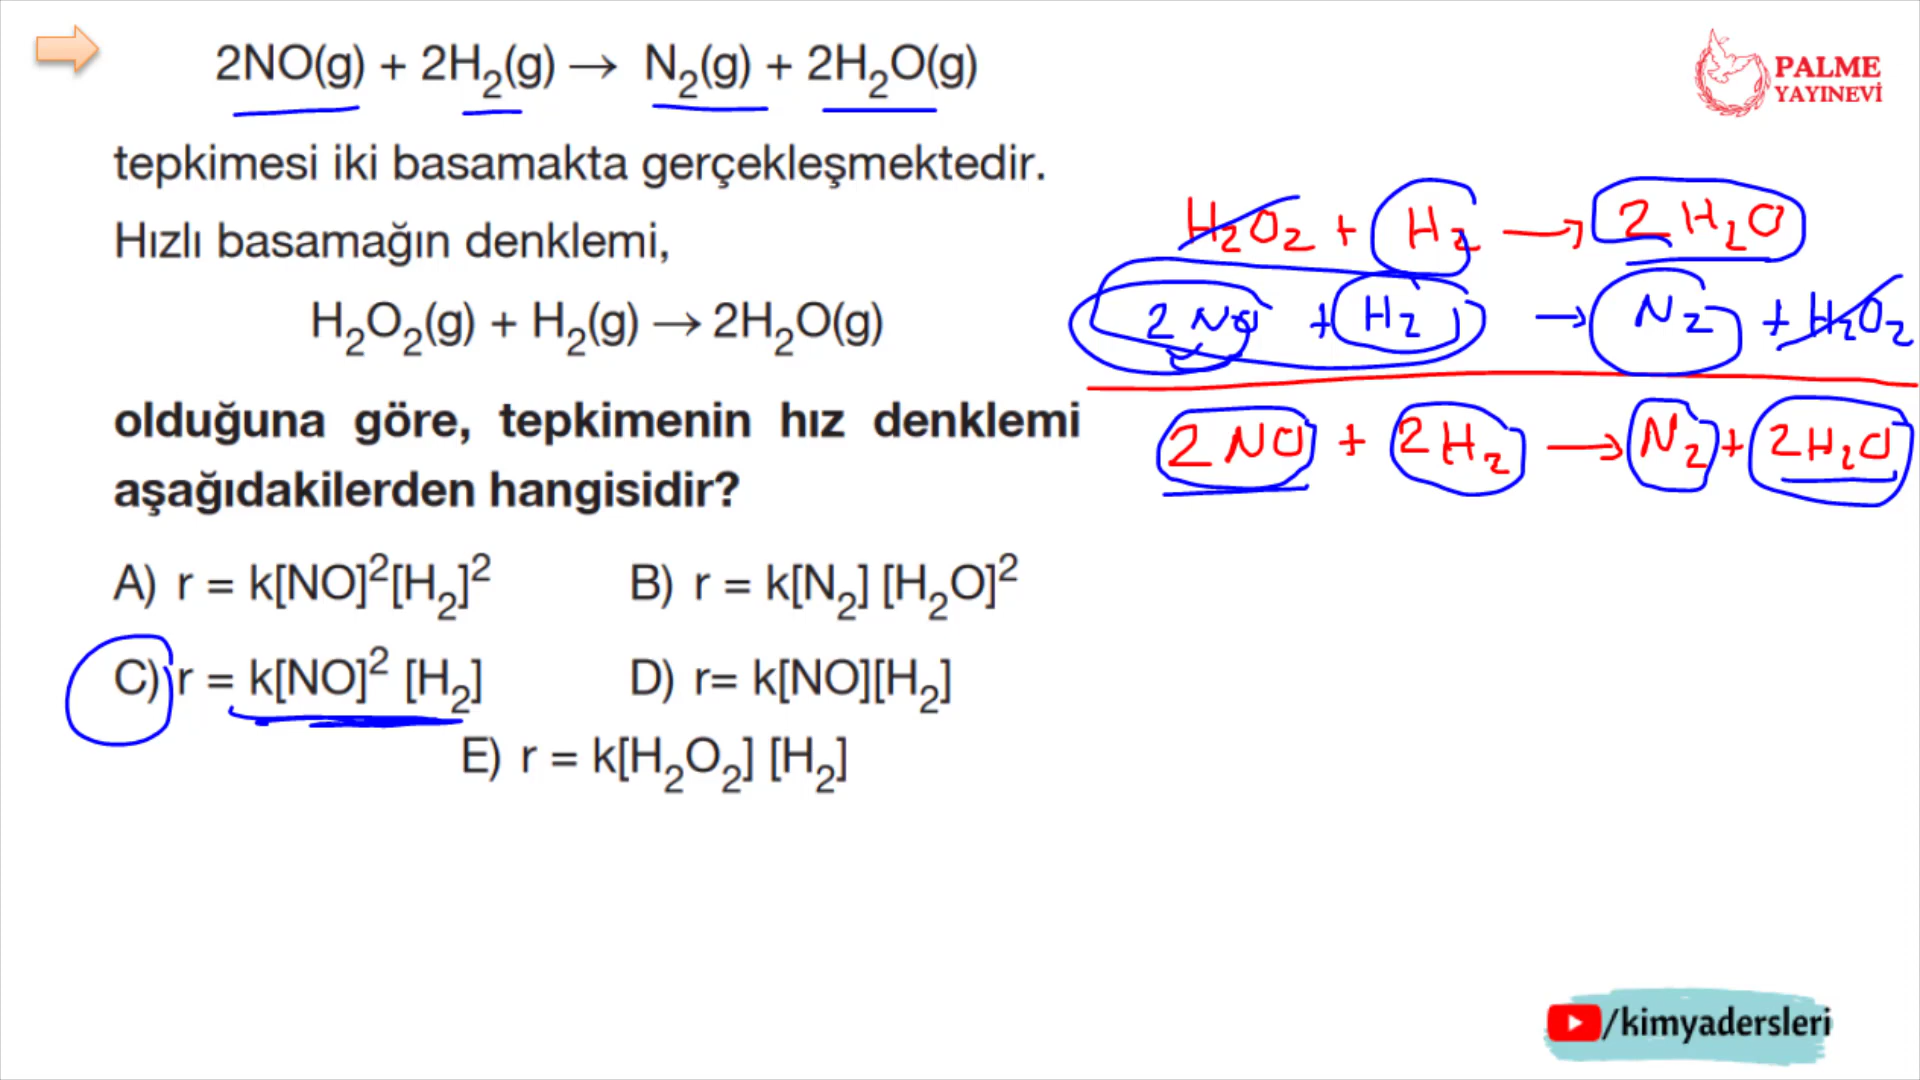 2NO(g) + 2H₂(g) → N₂(g) + 2H₂O(g)
tepkimesi iki basamakta gerçekleşmektedir.
Hızlı basamağın denklemi,
H₂O₂(g) + H₂(g) → 2H₂O(g)
olduğuna göre, tepkimenin hız denklemi
aşağıdakilerden hangisidir?
A) r = k[NO]²[H₂]²
B) r = k[N₂] [H₂O]²
C) r = k[NO]² [H₂]
D) r= k[NO][H₂]
E) r = k[H₂O₂] [H₂]
PALME
YAYINEVİ
H₂O₂ + H₂ → 2H₂O
2NO + H₂ → N₂ + H₂O₂
2NO + 2H₂ → N₂ + 2H₂O
/kimyadersleri